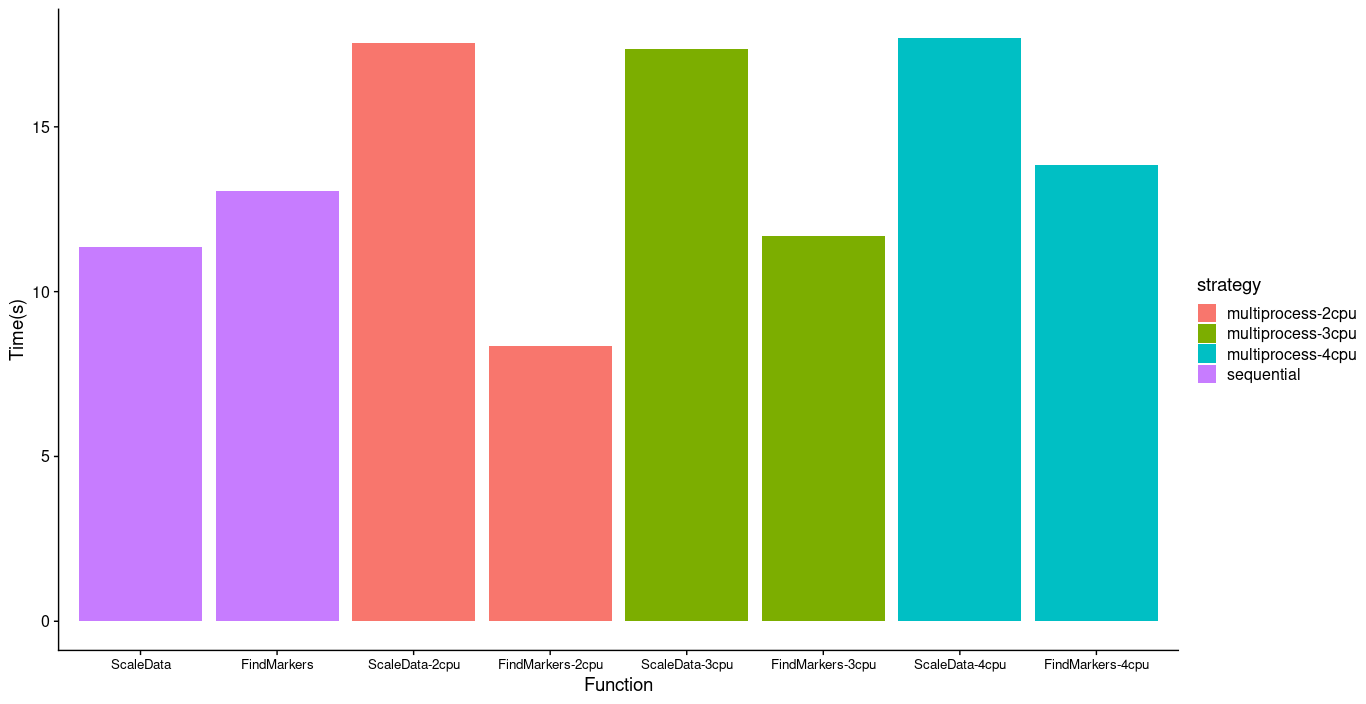 Time(s)
15
10
5
0
ScaleData
FindMarkers
ScaleData-2cpu
FindMarkers-2cpu
ScaleData-3cpu
FindMarkers-3cpu
ScaleData-4cpu
FindMarkers-4cpu
Function
strategy
multiprocess-2cpu
multiprocess-3cpu
multiprocess-4cpu
sequential